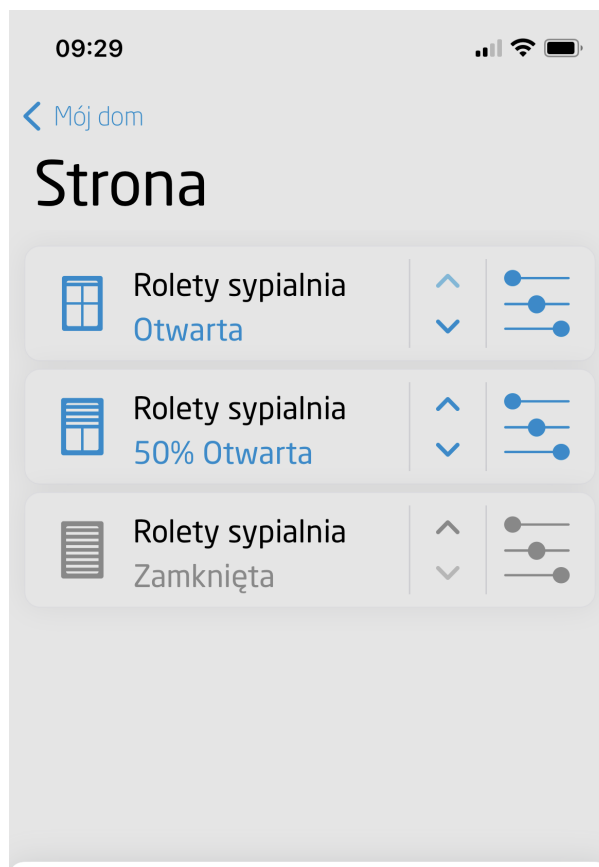 09:29
Mój dom
Strona
Rolety sypialnia
Otwarta
Rolety sypialnia
50% Otwarta
Rolety sypialnia
Zamknięta